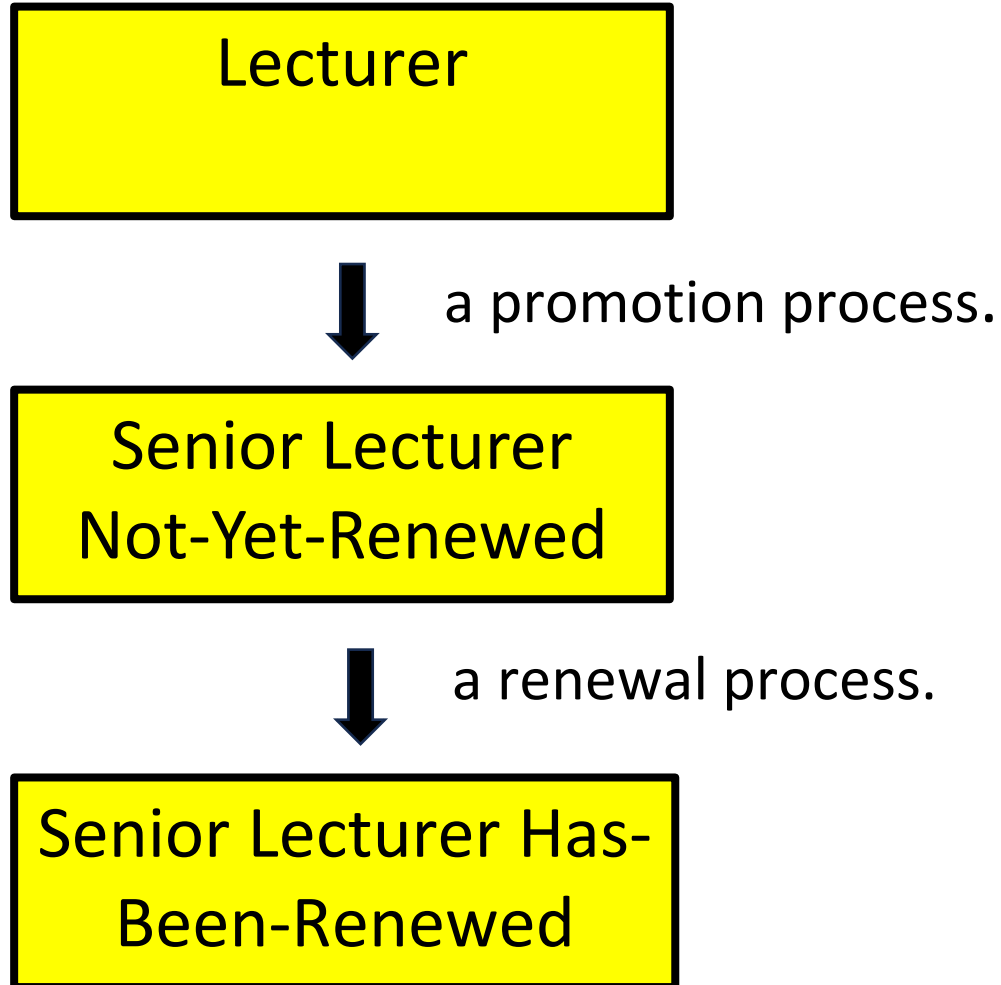 Lecturer
a promotion process.
Senior Lecturer
Not-Yet-Renewed
a renewal process.
Senior Lecturer Has-
Been-Renewed